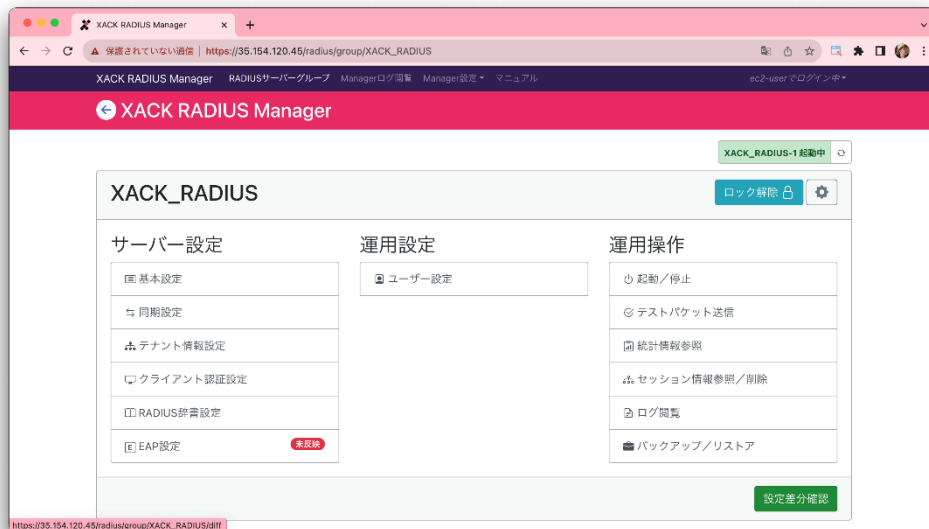 XACK RADIUS Manager
保護されていない通信 | https://35.154.120.45/radius/group/XACK_RADIUS
XACK RADIUS Manager RADIUSサーバーグループ Managerログ閲覧 Manager設定 マニュアル ec2-userでログイン中
XACK RADIUS Manager
XACK_RADIUS-1 起動中
XACK_RADIUS
ロック解除
サーバー設定
基本設定
同期設定
テナント情報設定
クライアント認証設定
RADIUS辞書設定
E EAP設定 未反映
運用設定
ユーザー設定
運用操作
起動／停止
テストパケット送信
統計情報参照
セッション情報参照／削除
ログ閲覧
バックアップ／リストア
設定差分確認
https://35.154.120.45/radius/group/XACK_RADIUS/diff